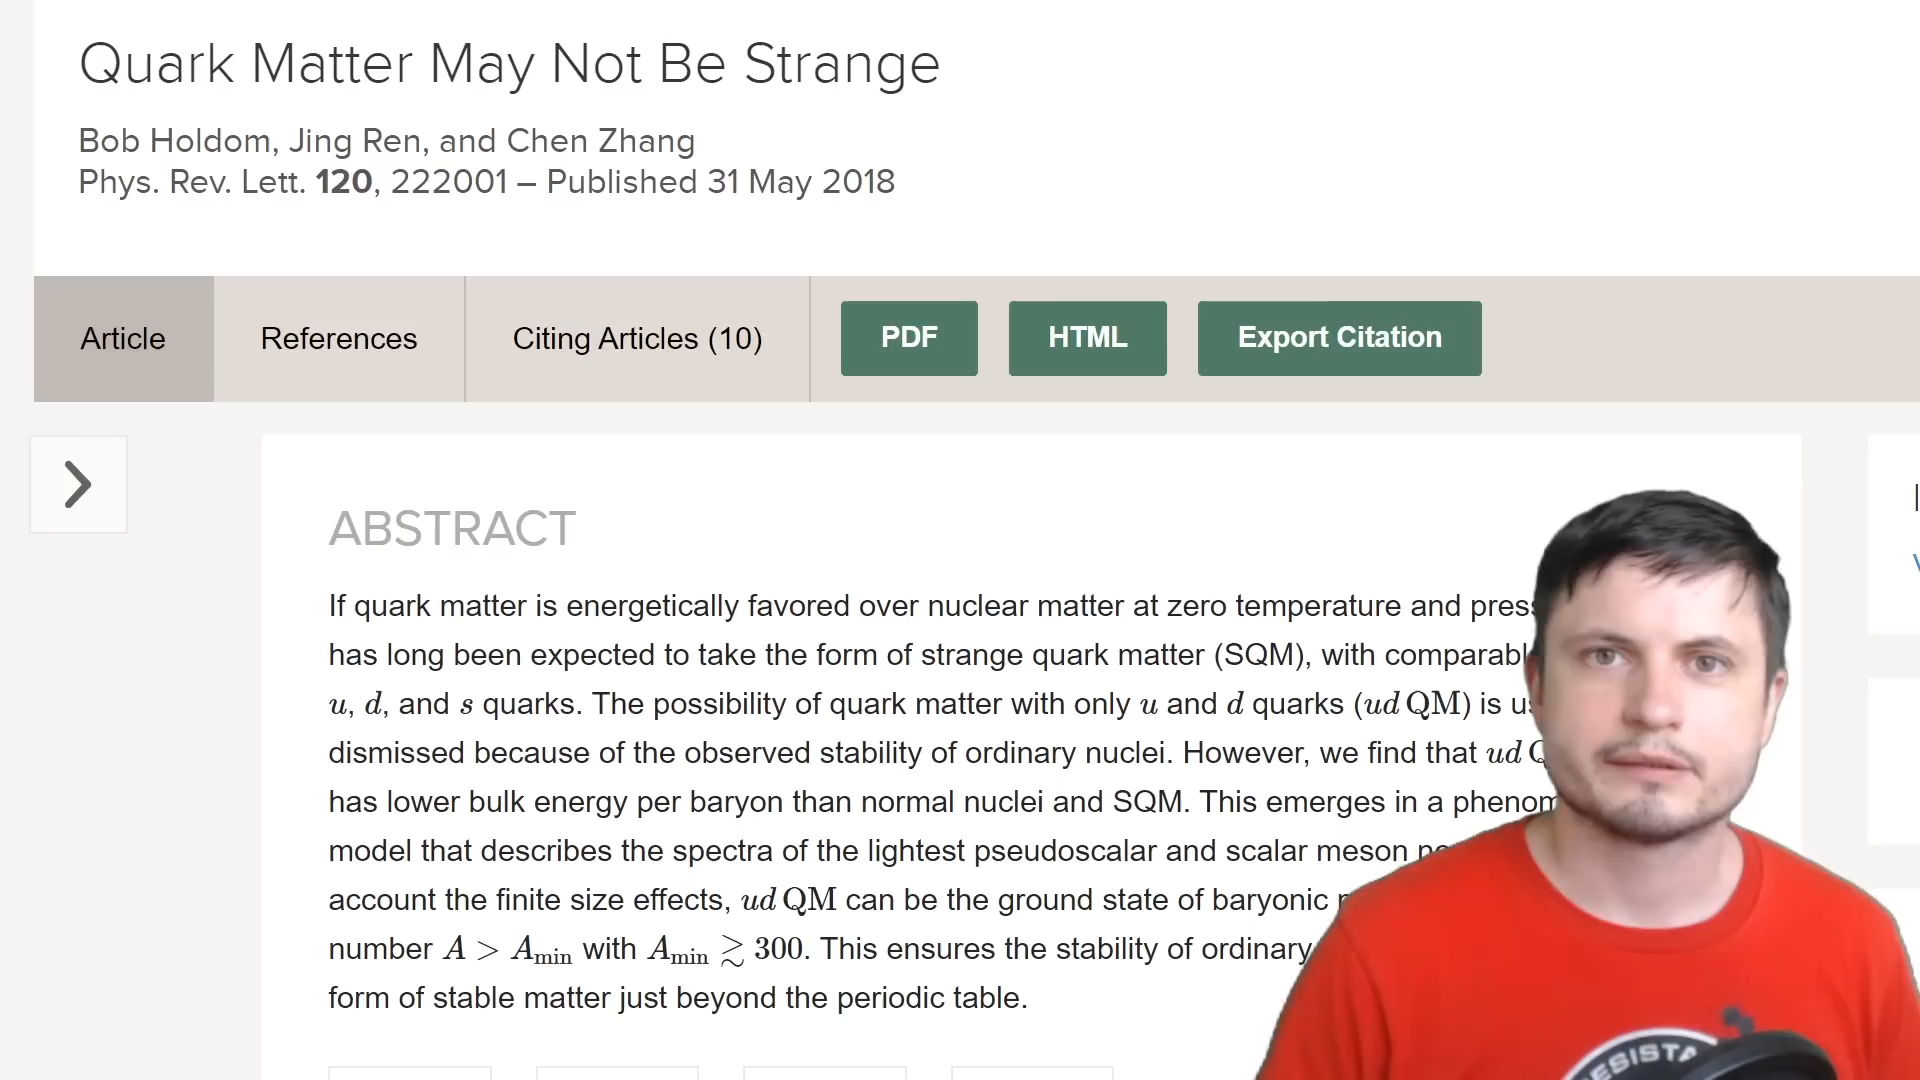 Quark Matter May Not Be Strange
Bob Holdom, Jing Ren, and Chen Zhang
Phys. Rev. Lett. 120, 222001 – Published 31 May 2018
Article References Citing Articles (10) PDF HTML Export Citation
ABSTRACT
If quark matter is energetically favored over nuclear matter at zero temperature and
has long been expected to take the form of strange quark matter (SQM), with
u, d, and s quarks. The possibility of quark matter with only u and d quarks (ud QM) is
dismissed because of the observed stability of ordinary nuclei. However, we find that ud
has lower bulk energy per baryon than normal nuclei and SQM. This emerges in a
model that describes the spectra of the lightest pseudoscalar and scalar meson
account the finite size effects, ud QM can be the ground state of baryonic
number A > Amin with Amin ≳ 300. This ensures the stability of ordinary
form of stable matter just beyond the periodic table.